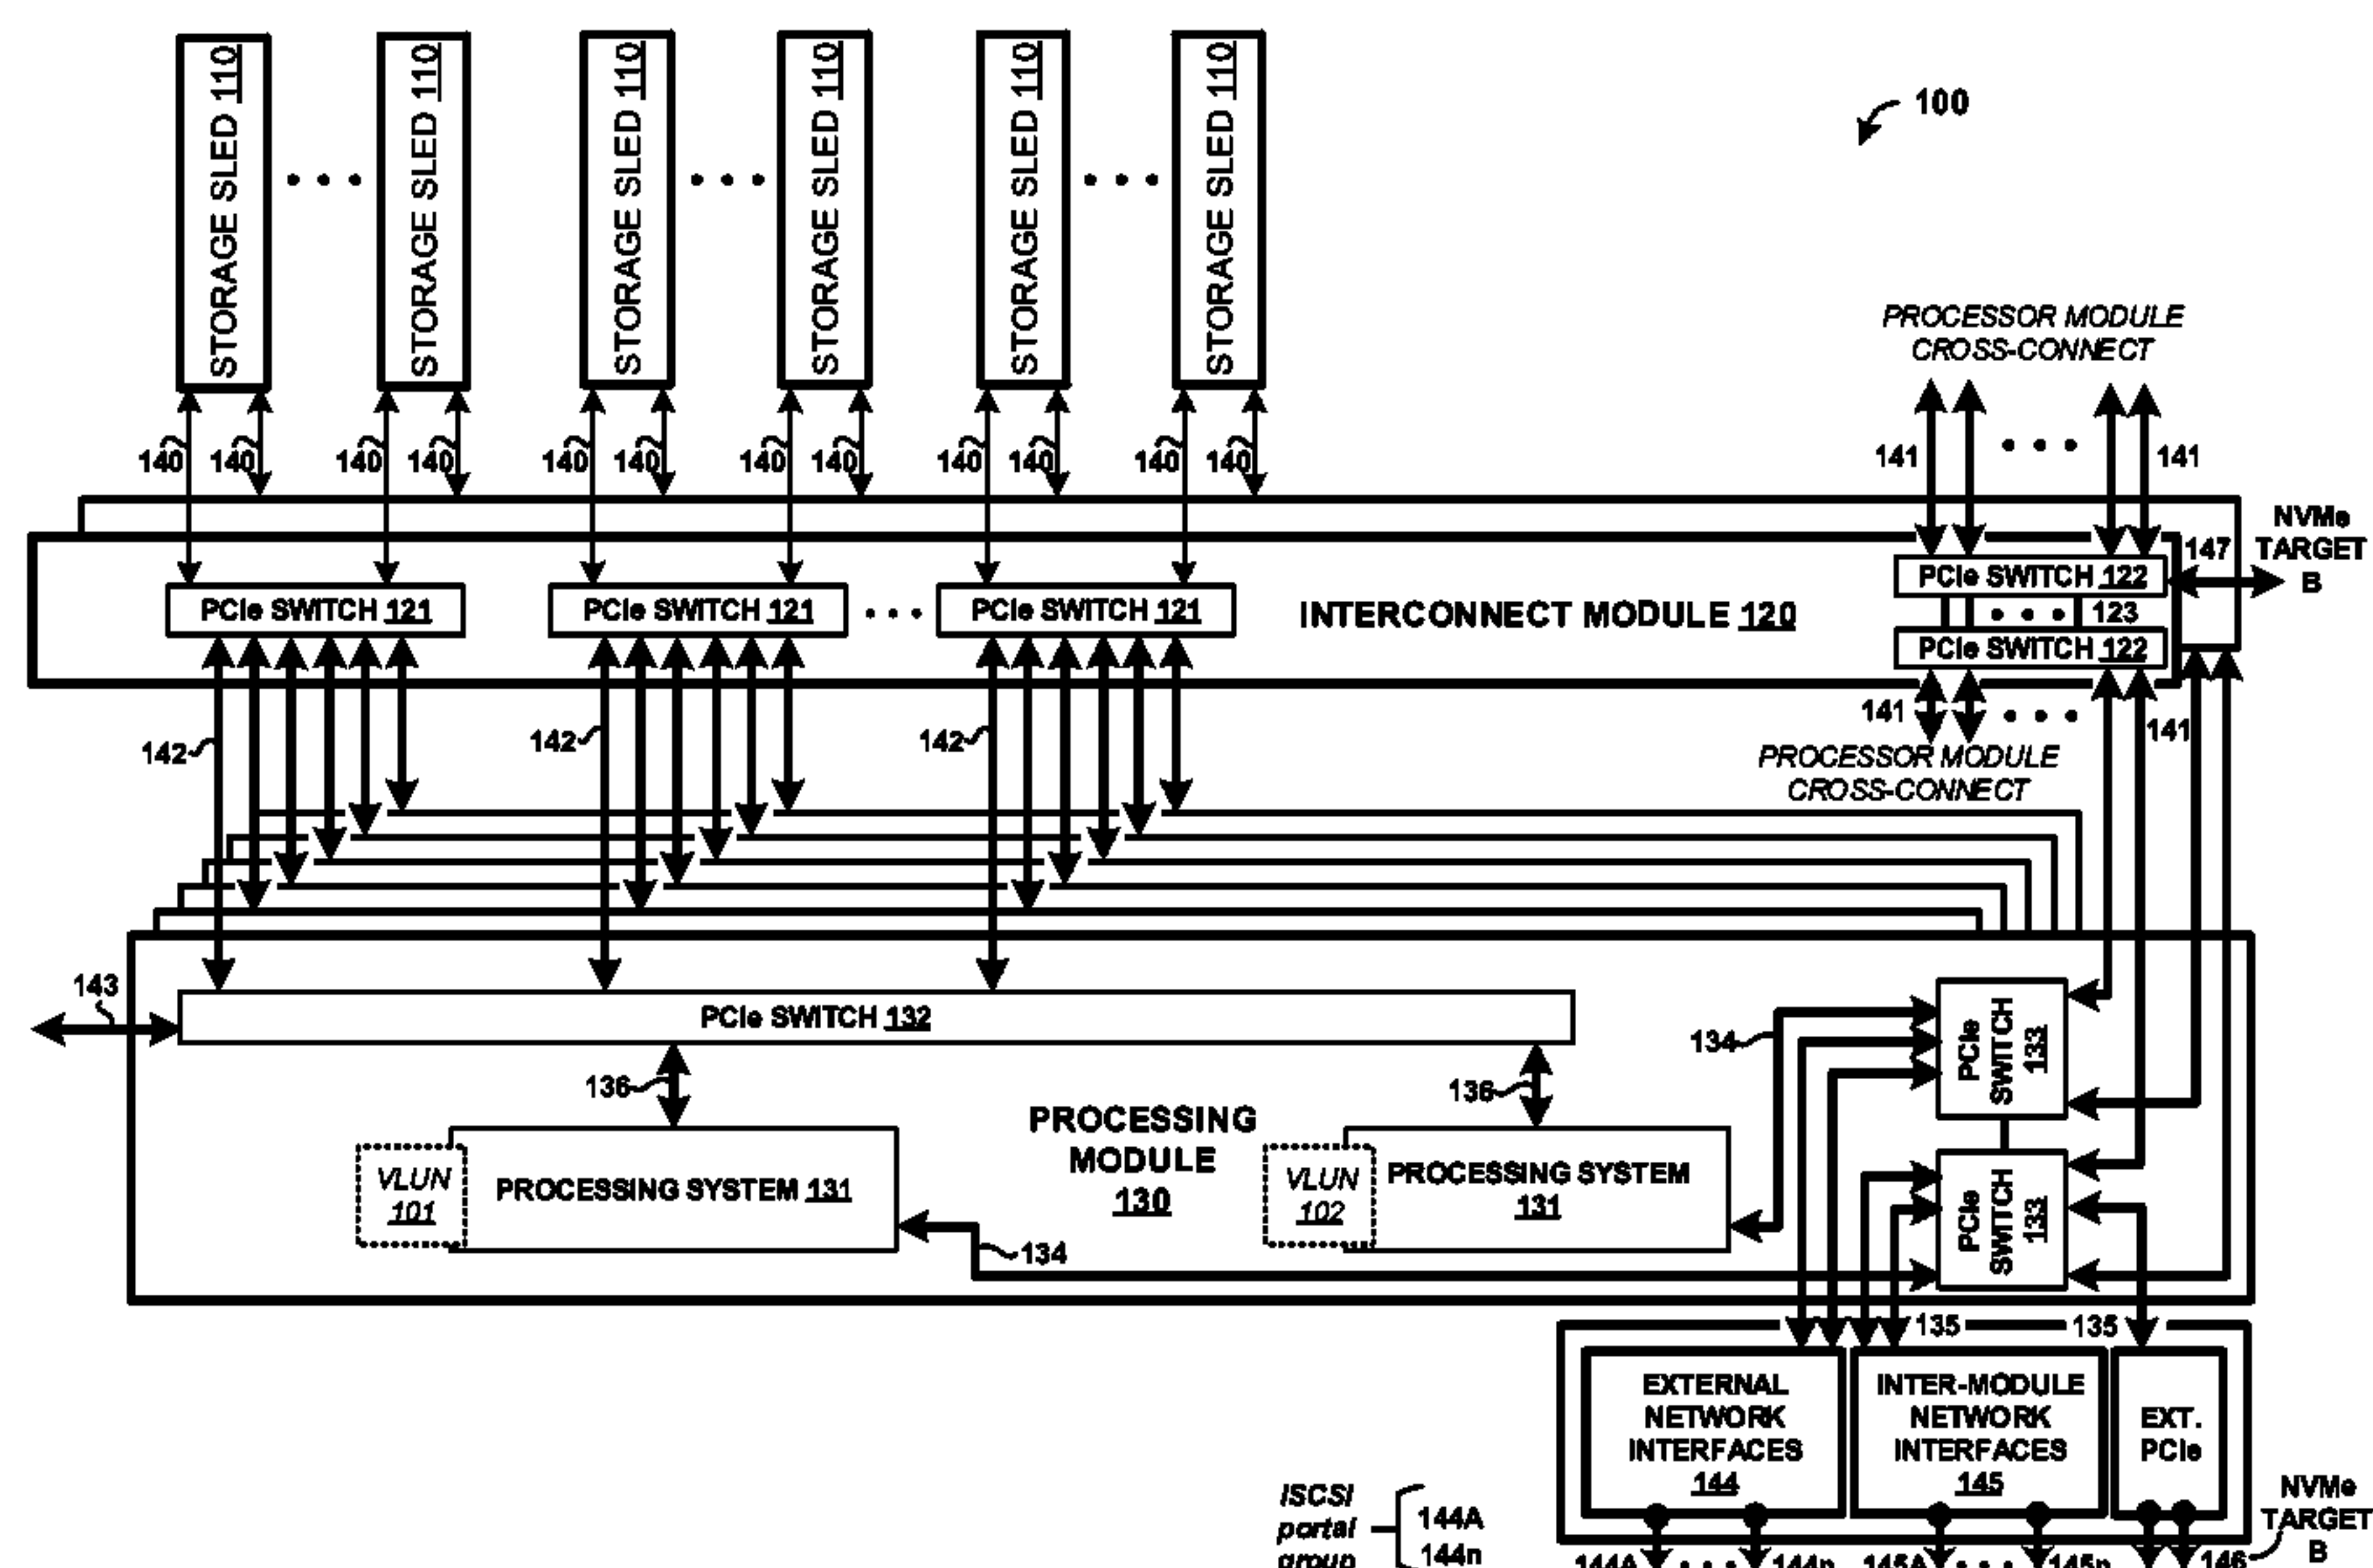 STORAGE SLED 110
STORAGE SLED 110
STORAGE SLED 110
STORAGE SLED 110
STORAGE SLED 110
STORAGE SLED 110
100
PROCESSOR MODULE
CROSS-CONNECT
140
140
140
140
140
140
140
140
140
140
140
140
141
141
NVMe
TARGET
B
147
PCIe SWITCH 121
PCIe SWITCH 121
PCIe SWITCH 121
INTERCONNECT MODULE 120
PCIe SWITCH 122
123
PCIe SWITCH 122
142
142
142
141
141
PROCESSOR MODULE
CROSS-CONNECT
143
PCIe SWITCH 132
134
PCIe
SWITCH
133
136
136
PROCESSING
MODULE
130
VLUN
101
PROCESSING SYSTEM 131
VLUN
102
PROCESSING SYSTEM
131
PCIe
SWITCH
133
134
135
135
EXTERNAL
NETWORK
INTERFACES
144
INTER-MODULE
NETWORK
INTERFACES
145
EXT.
PCIe
iSCSI
portal
group
144A
144n
NVMe
TARGET
B
144A
144n
145A
145n
146